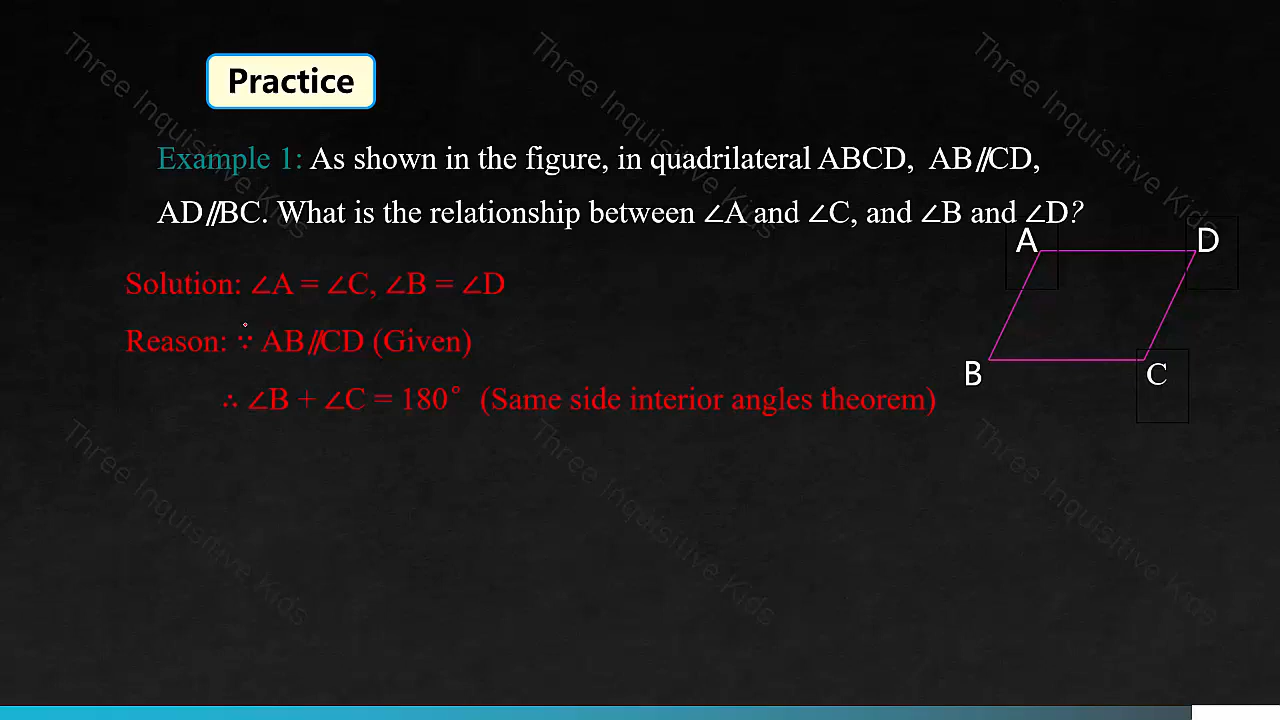 Practice
Example 1: As shown in the figure, in quadrilateral ABCD, AB∥CD,
AD∥BC. What is the relationship between ∠A and ∠C, and ∠B and ∠D?
Solution: ∠A = ∠C, ∠B = ∠D
Reason: ∵ AB∥CD (Given)
∴ ∠B + ∠C = 180° (Same side interior angles theorem)
A
D
B
C
Three Inquisitive Kids
Three Inquisitive Kids
Three Inquisitive Kids
Three Inquisitive Kids
Three Inquisitive Kids
Three Inquisitive Kids